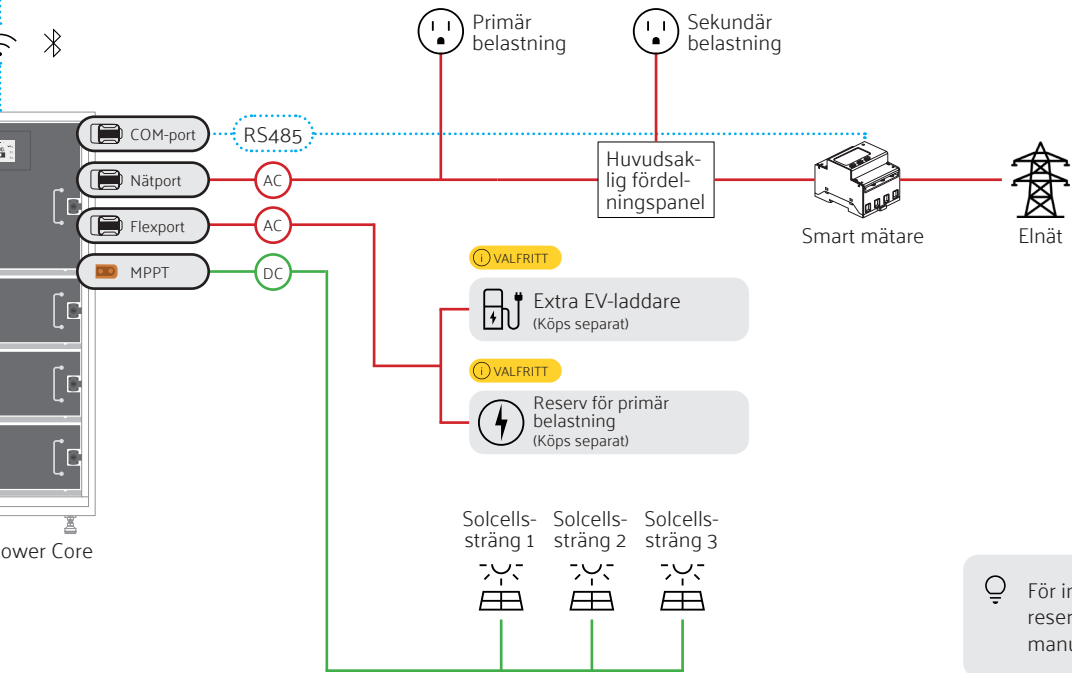 Primär
belastning
Sekundär
belastning
COM-port
RS485
Nätport
AC
Huvudsak-
lig fördel-
ningspanel
Flexport
AC
Smart mätare
Elnät
MPPT
DC
i VALFRITT
Extra EV-laddare
(Köps separat)
i VALFRITT
Reserv för primär
belastning
(Köps separat)
Solcells-
sträng 1
Solcells-
sträng 2
Solcells-
sträng 3
ower Core
För in
reser
manu